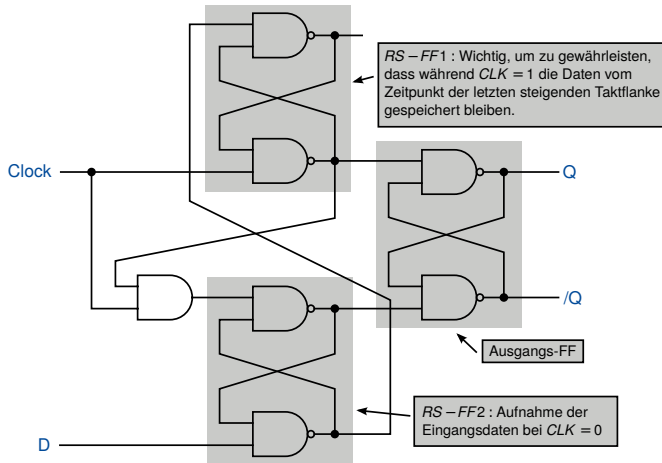 RS – FF1 : Wichtig, um zu gewährleisten,
dass während CLK = 1 die Daten vom
Zeitpunkt der letzten steigenden Taktflanke
gespeichert bleiben.
Clock
Q
/Q
Ausgangs-FF
RS – FF2 : Aufnahme der
Eingangsdaten bei CLK = 0
D